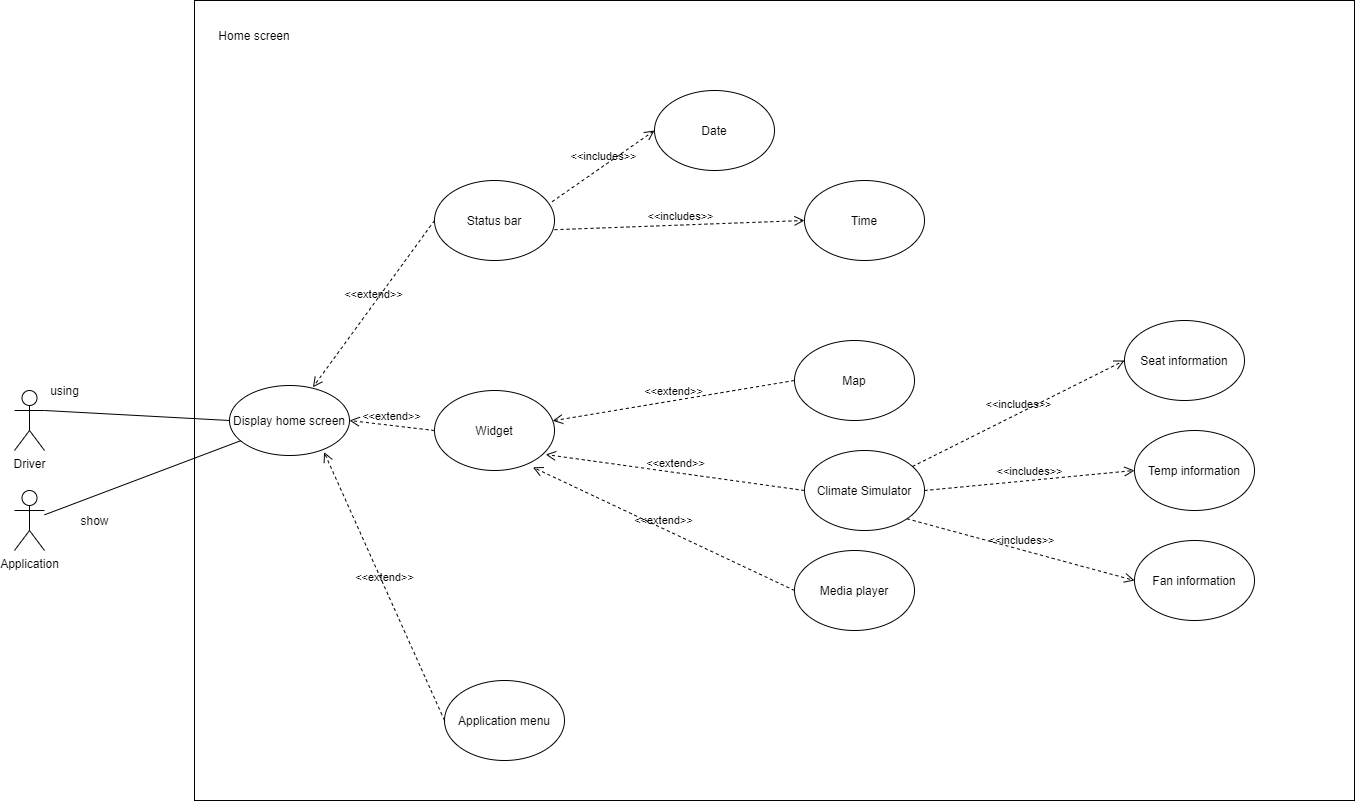 Home screen
Date
<<includes>>
Status bar
<<includes>>
Time
<<extend>>
Seat information
Map
using
<<extend>>
<<includes>>
Display home screen
<<extend>>
Widget
Driver
<<extend>>
Climate Simulator
<<includes>>
Temp information
show
<<extend>>
<<includes>>
Application
<<extend>>
Media player
Fan information
Application menu